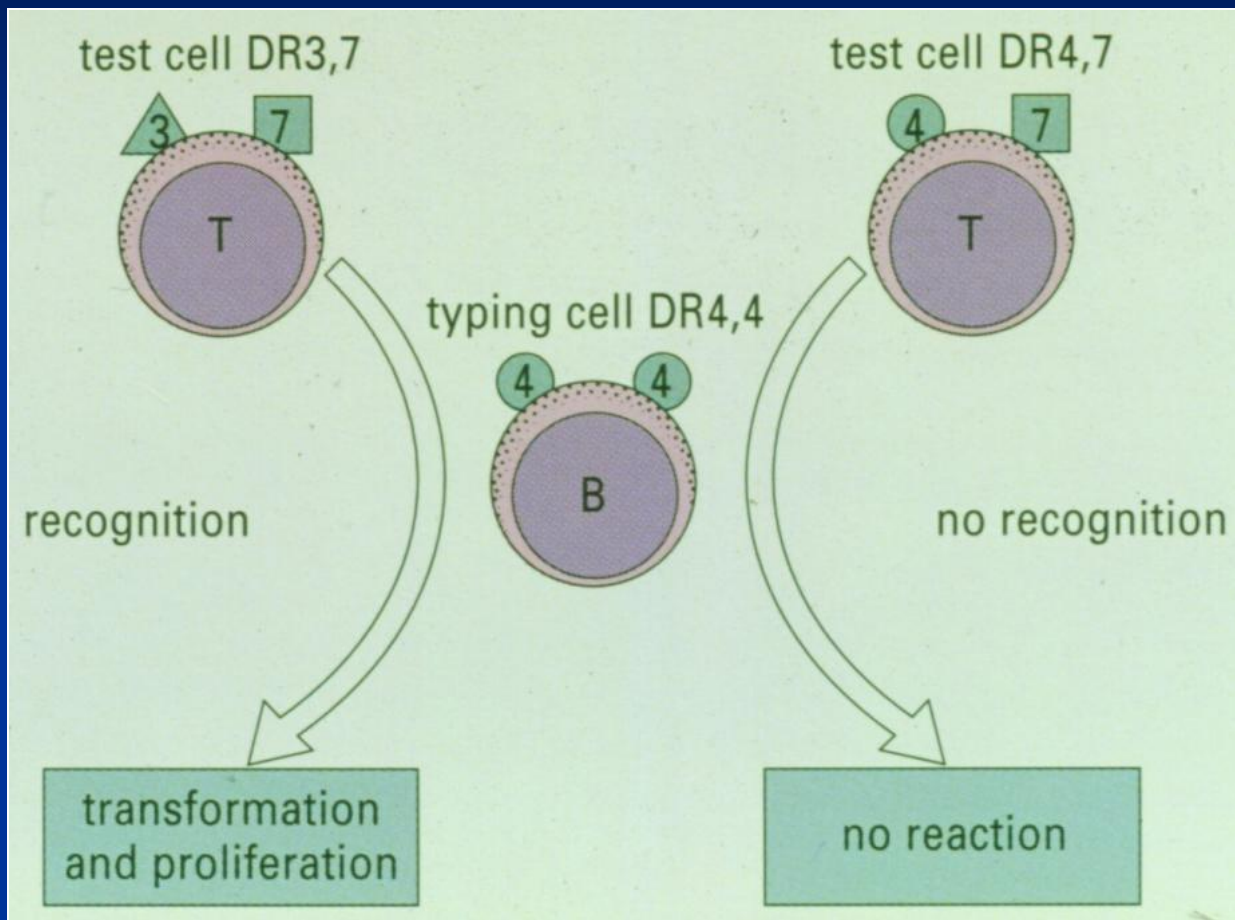 test cell DR3,7
3 7
T
test cell DR4,7
4 7
T
typing cell DR4,4
4 4
B
recognition
no recognition
transformation
and proliferation
no reaction